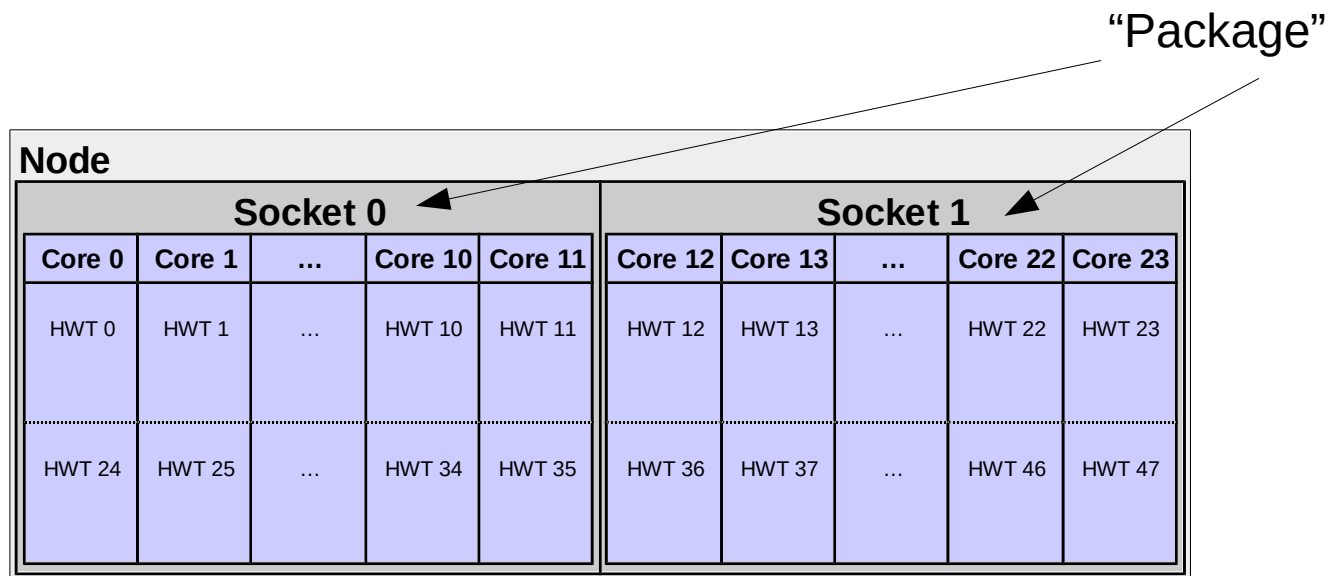 “Package”
Node
Socket 0 Socket 1
Core 0 Core 1 … Core 10 Core 11 Core 12 Core 13 … Core 22 Core 23
HWT 0 HWT 1 … HWT 10 HWT 11 HWT 12 HWT 13 … HWT 22 HWT 23
HWT 24 HWT 25 … HWT 34 HWT 35 HWT 36 HWT 37 … HWT 46 HWT 47